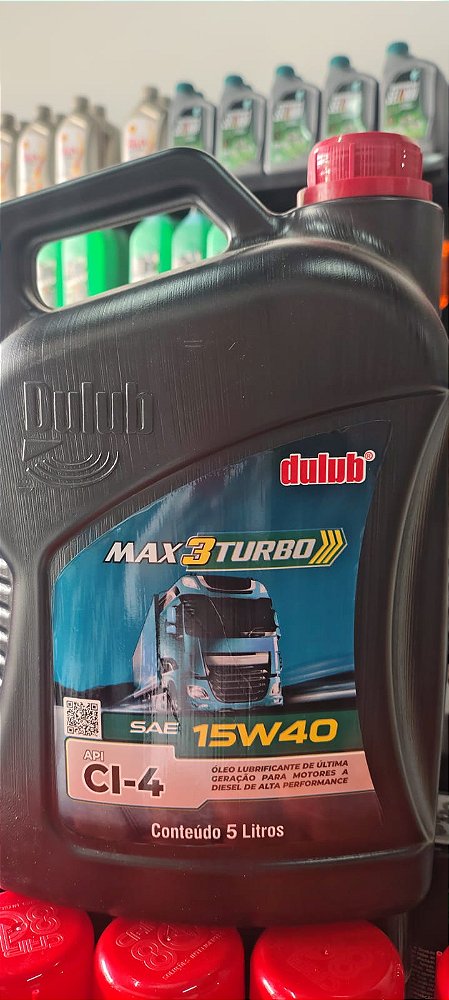 Dulub
dulub®
MAX3TURBO
SAE 15W40
API
CI-4
ÓLEO LUBRIFICANTE DE ÚLTIMA
GERAÇÃO PARA MOTORES A
DIESEL DE ALTA PERFORMANCE
Conteúdo 5 Litros